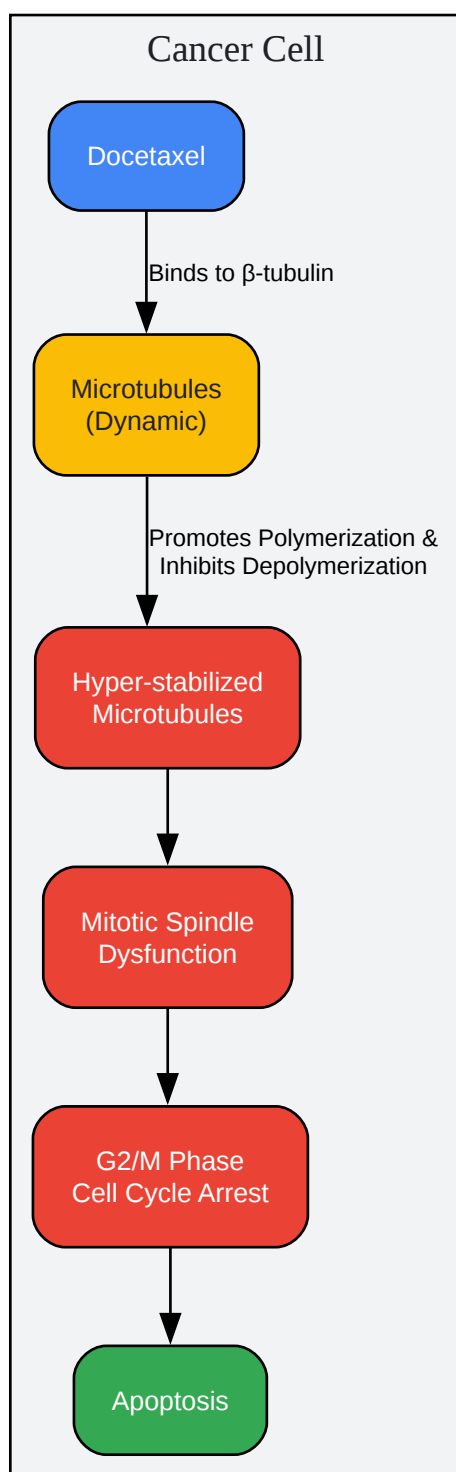 Cancer Cell
Docetaxel
Binds to β-tubulin
Microtubules
(Dynamic)
Promotes Polymerization &
Inhibits Depolymerization
Hyper-stabilized
Microtubules
Mitotic Spindle
Dysfunction
G2/M Phase
Cell Cycle Arrest
Apoptosis